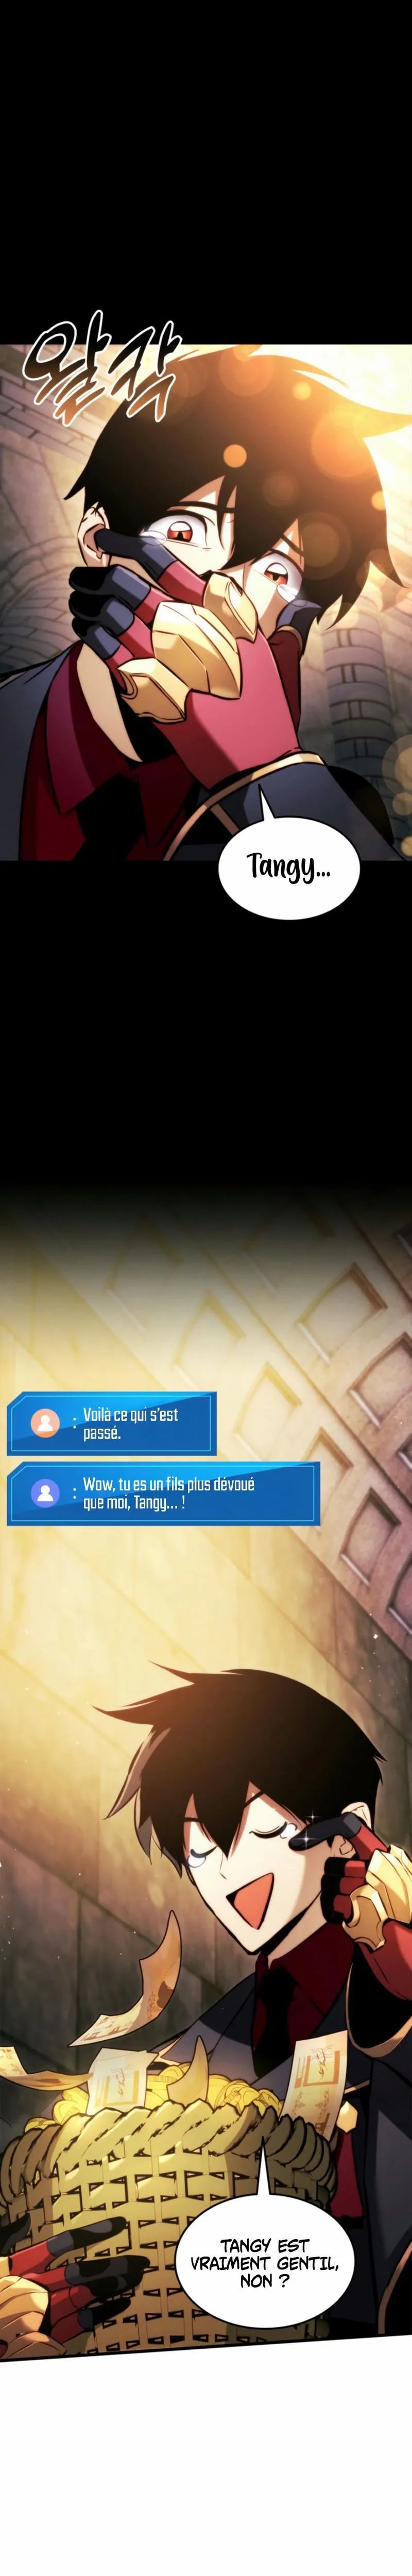 왈칵
Tangy...
: Voilà ce qui s'est
passé.
: Wow, tu es un fils plus dévoué
que moi, Tangy... !
TANGY EST
VRAIMENT GENTIL,
NON ?